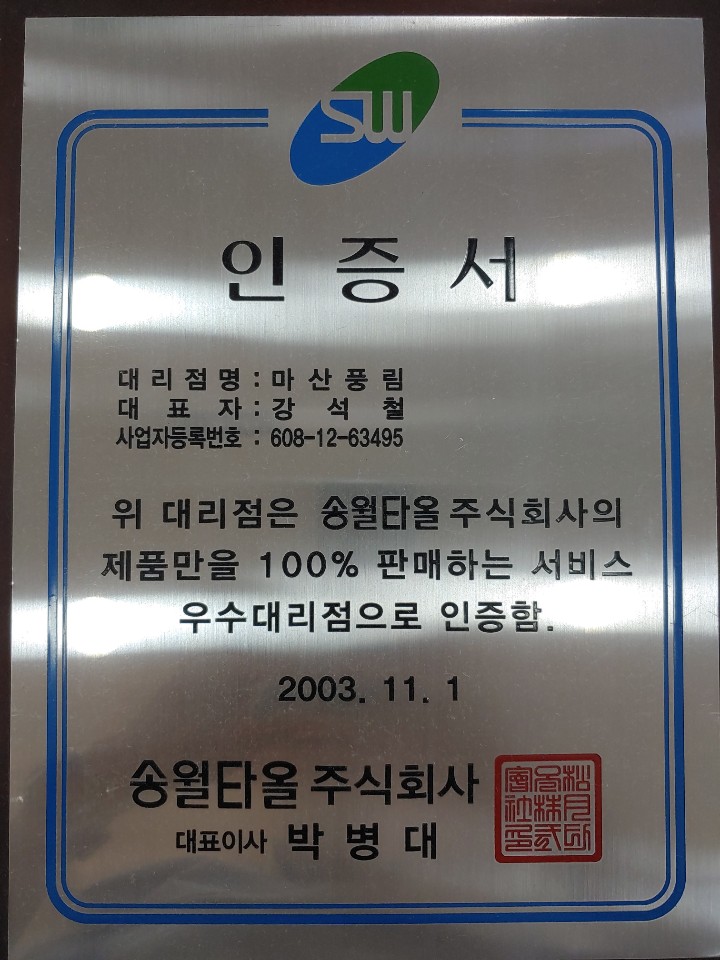 SW
인증서
대리점명 : 마산풍림
대표자 : 강석철
사업자등록번호 : 608-12-63495
위 대리점은 송월타올주식회사의
제품만을 100% 판매하는 서비스
우수대리점으로 인증함.
2003. 11. 1
송월타올주식회사
대표이사 박병대